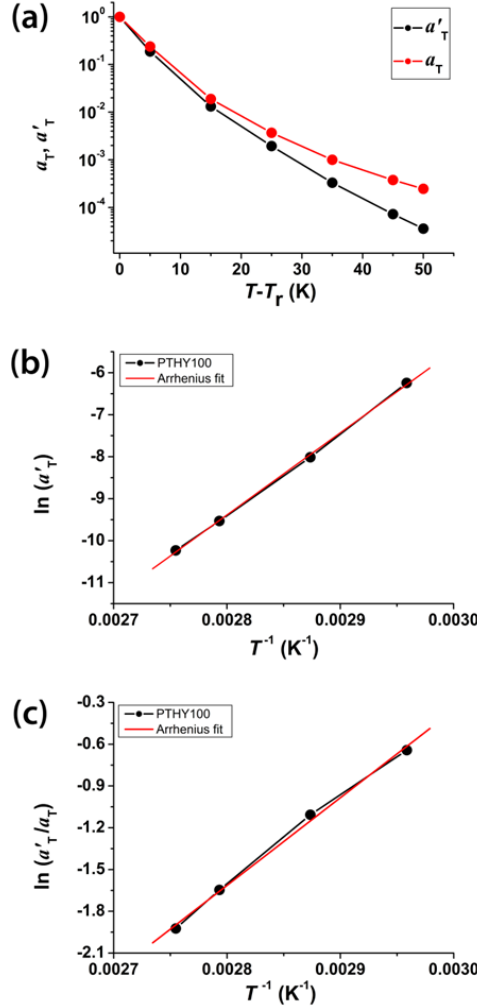 (a)
10⁰
10⁻¹
10⁻²
10⁻³
10⁻⁴
a_T, a'_T
a'_T
a_T
0 10 20 30 40 50
T-T_r (K)
(b)
PTHY100
Arrhenius fit
-6
-7
-8
-9
-10
-11
ln (a'_T)
0.0027 0.0028 0.0029 0.0030
T⁻¹ (K⁻¹)
(c)
PTHY100
Arrhenius fit
-0.3
-0.6
-0.9
-1.2
-1.5
-1.8
-2.1
ln (a'_T/a_T)
0.0027 0.0028 0.0029 0.0030
T⁻¹ (K⁻¹)